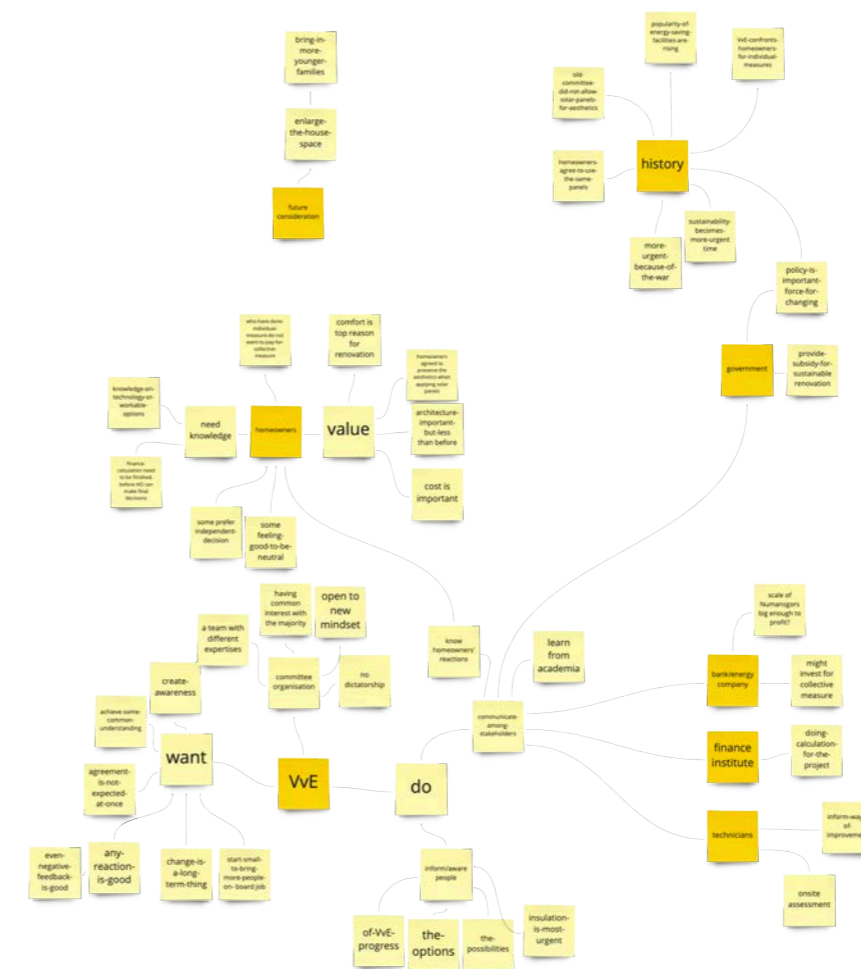 bring-in-
more-
younger-
families
enlarge-
the-house-
space
future
consideration
popularity-of-
energy-saving-
facilities-are-
rising
VvE-confronts-
homeowners-
for-individual-
measures
old-
committee-
did-not-allow-
solar-panels-
for-aesthetics
history
homeowners-
agree-to-use-
the-same-
panels
sustainability-
becomes-
more-urgent
time
more-
urgent-
because-of-
the-war
policy-is-
important-
force-for-
changing
government
provide-
subsidy-for-
sustainable
renovation
who have done
individual
measure do not
want to pay for
collective
measure
comfort is
top reason
for
renovation
homeowners
agreed to
preserve the
aesthetics when
applying solar
panels
knowledge-on-
technology-or-
workable-
options
need
knowledge
homeowners
value
architecture-
important-
but-less
than before
finance
calculation need
to be finished,
before HO can
make final
decisions
cost is
important
some prefer
independent-
decision
some
feeling-
good-to-be-
neutral
having
common
interest with
the majority
open to
new
mindset
a team with
different
expertises
committee
organisation
no
dictatorship
know
homeowners'
reactions
learn
from
academia
create-
awareness
achieve-some-
common-
understanding
want
agreement-
is-not-
expected-
at-once
VvE
do
communicate-
among-
stakeholders
even-
negative-
feedback-
is-good
any-
reaction-
is-good
change-is-
a-long-
term-thing
start small-
to-bring-
more-people-
on- board job
inform/aware
people
of-VvE-
progress
the-
options
the-
possibilities
insulation-
is-most-
urgent
scale of
Numansgors
big enough to
profit?
bank/energy
company
might
invest for
collective
measure
finance
institute
doing-
calculation-
for-the-
project
technicians
of-
onsite
assessment